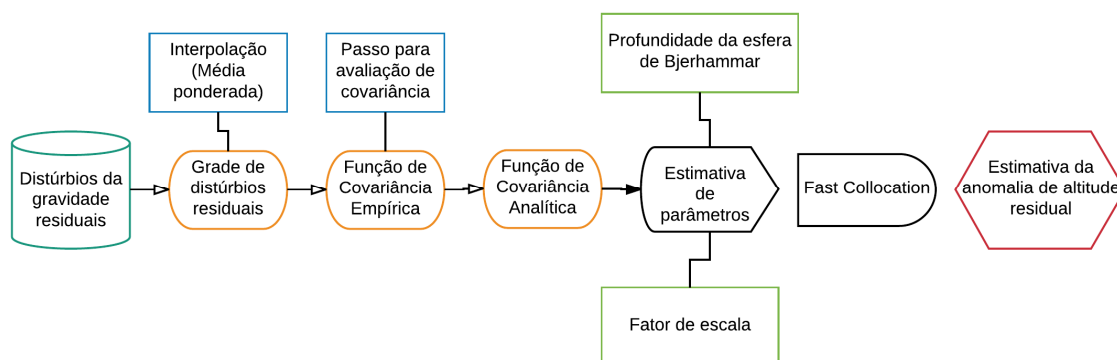 Interpolação
(Média
ponderada)
Passo para
avaliação de
covariância
Profundidade da esfera
de Bjerhammar
Distúrbios da
gravidade
residuais
Grade de
distúrbios
residuais
Função de
Covariância
Empírica
Função de
Covariância
Analítica
Estimativa
de
parâmetros
Fast Collocation
Estimativa da
anomalia de altitude
residual
Fator de escala